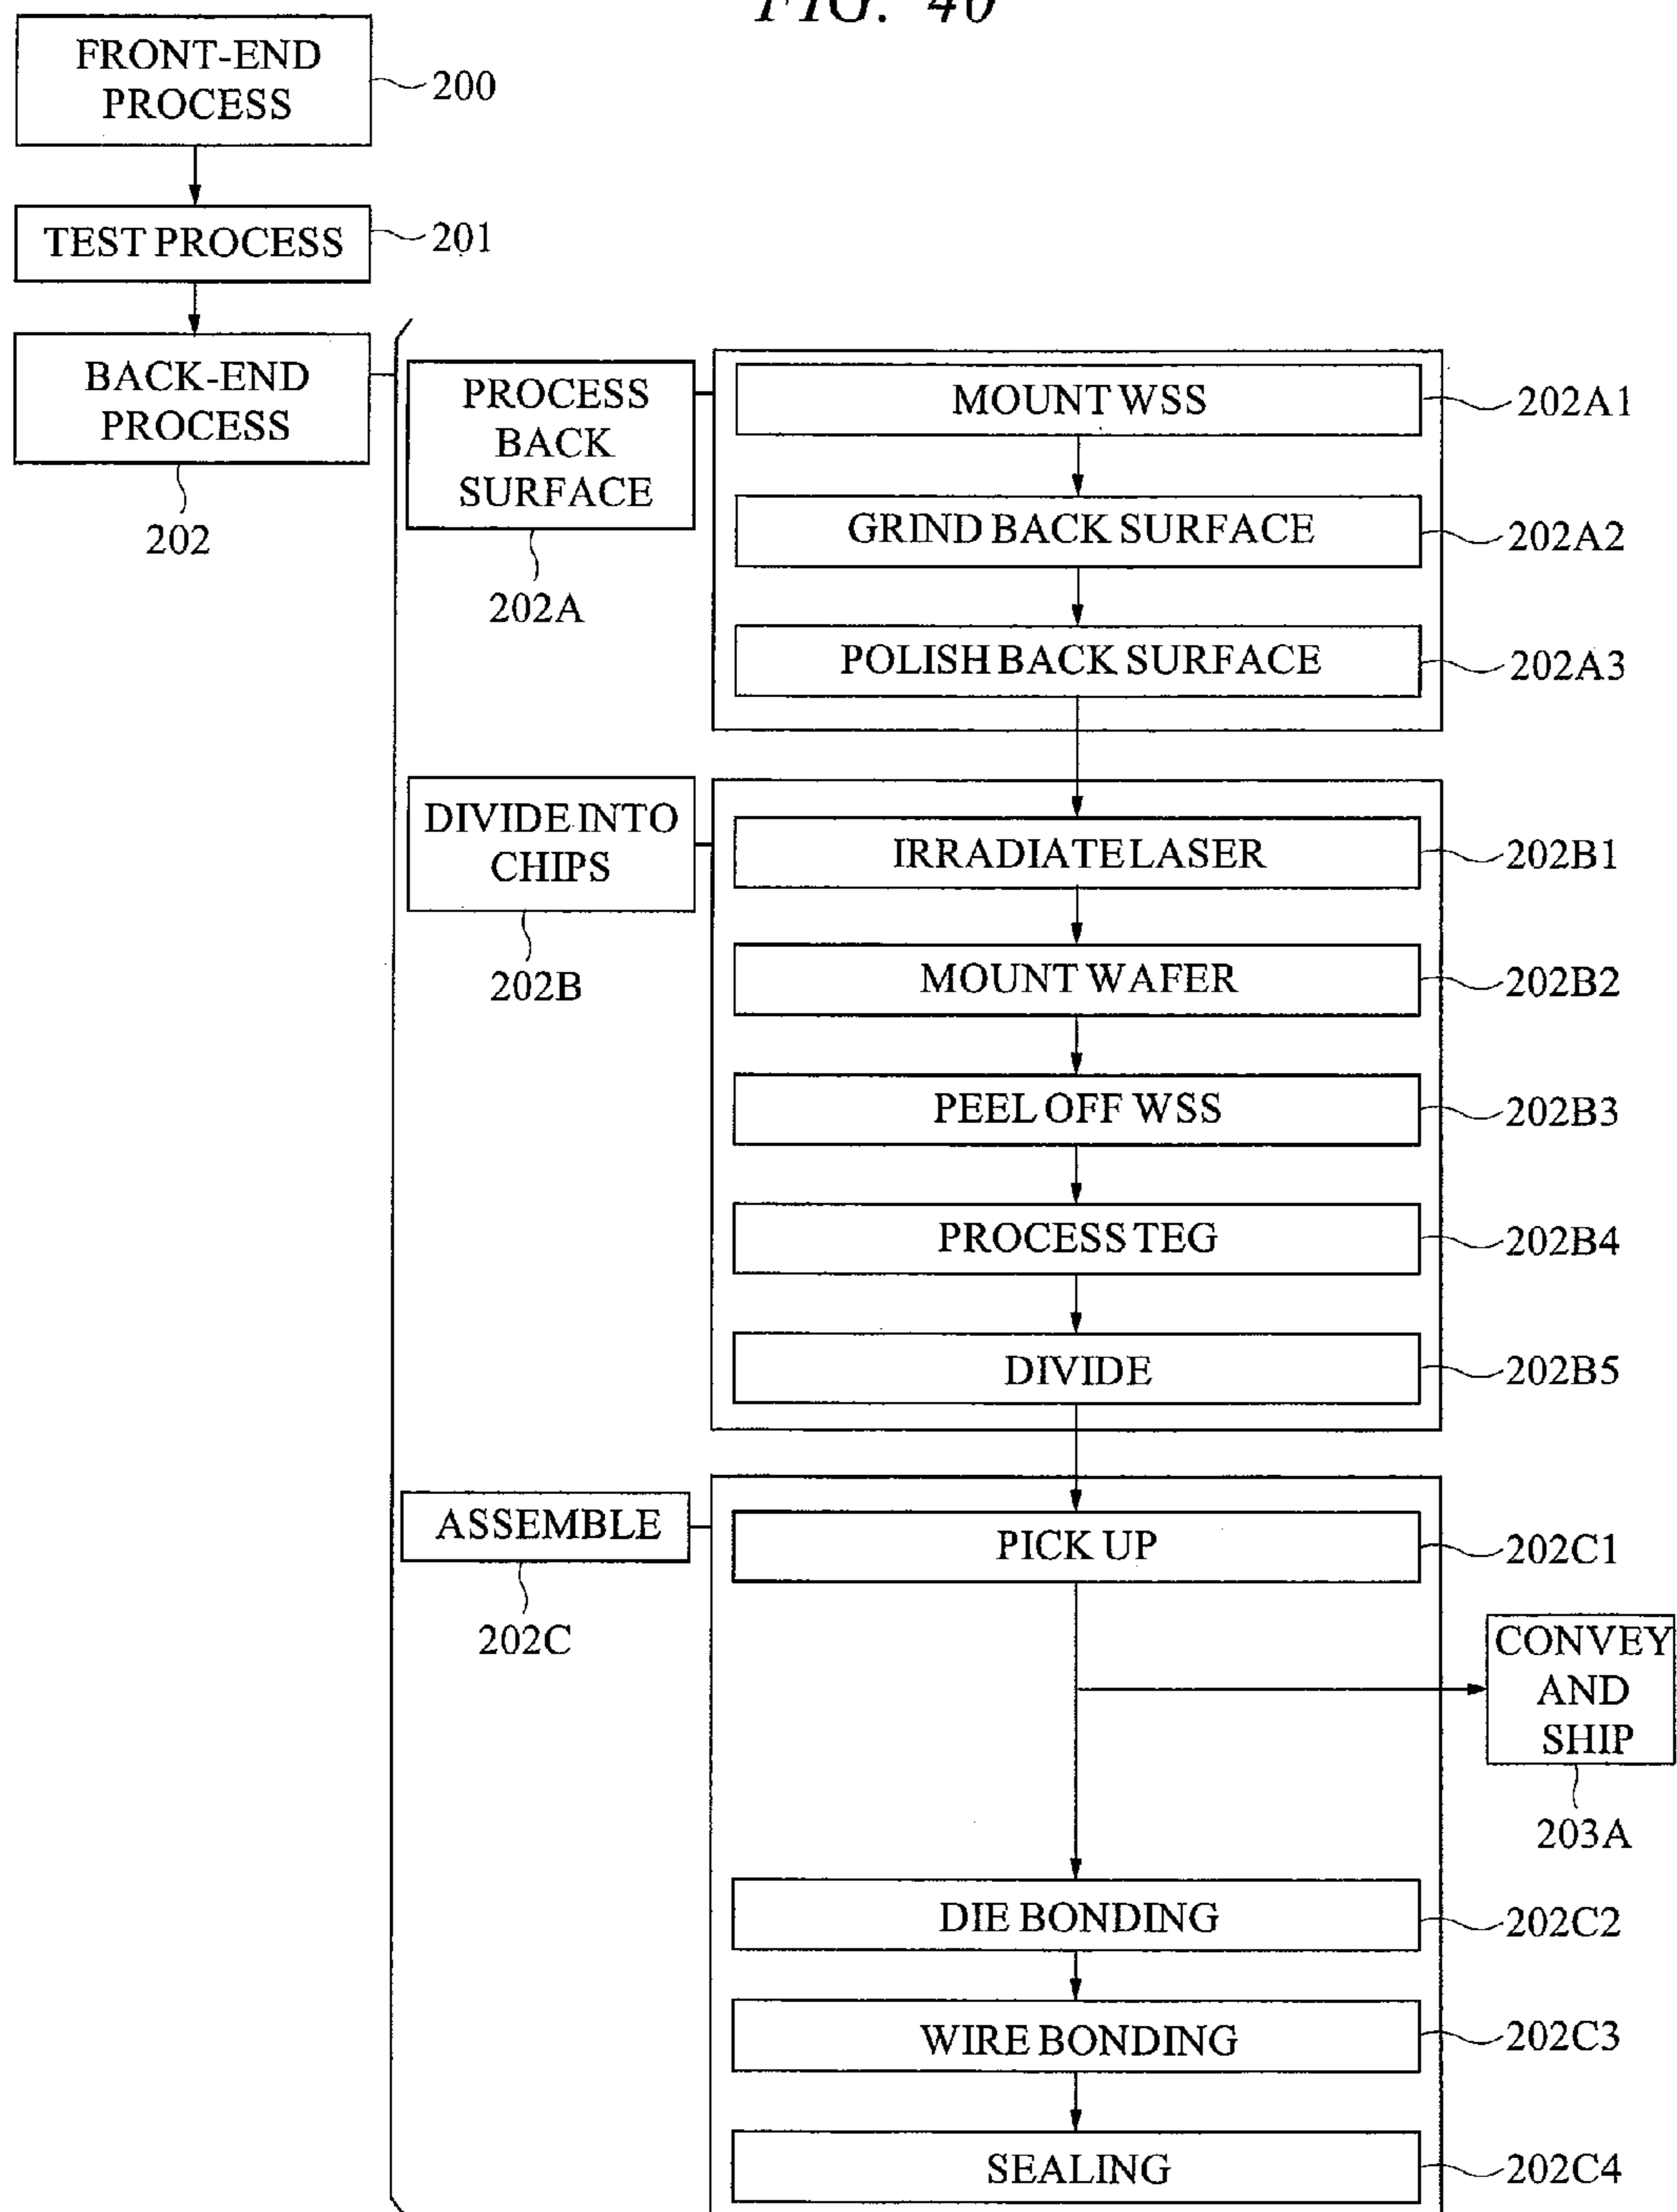 FIG. 40
FRONT-END
PROCESS
200
TEST PROCESS
201
BACK-END
PROCESS
202
PROCESS
BACK
SURFACE
202A
MOUNT WSS
202A1
GRIND BACK SURFACE
202A2
POLISH BACK SURFACE
202A3
DIVIDE INTO
CHIPS
202B
IRRADIATE LASER
202B1
MOUNT WAFER
202B2
PEEL OFF WSS
202B3
PROCESS TEG
202B4
DIVIDE
202B5
ASSEMBLE
202C
PICK UP
202C1
CONVEY
AND
SHIP
203A
DIE BONDING
202C2
WIRE BONDING
202C3
SEALING
202C4